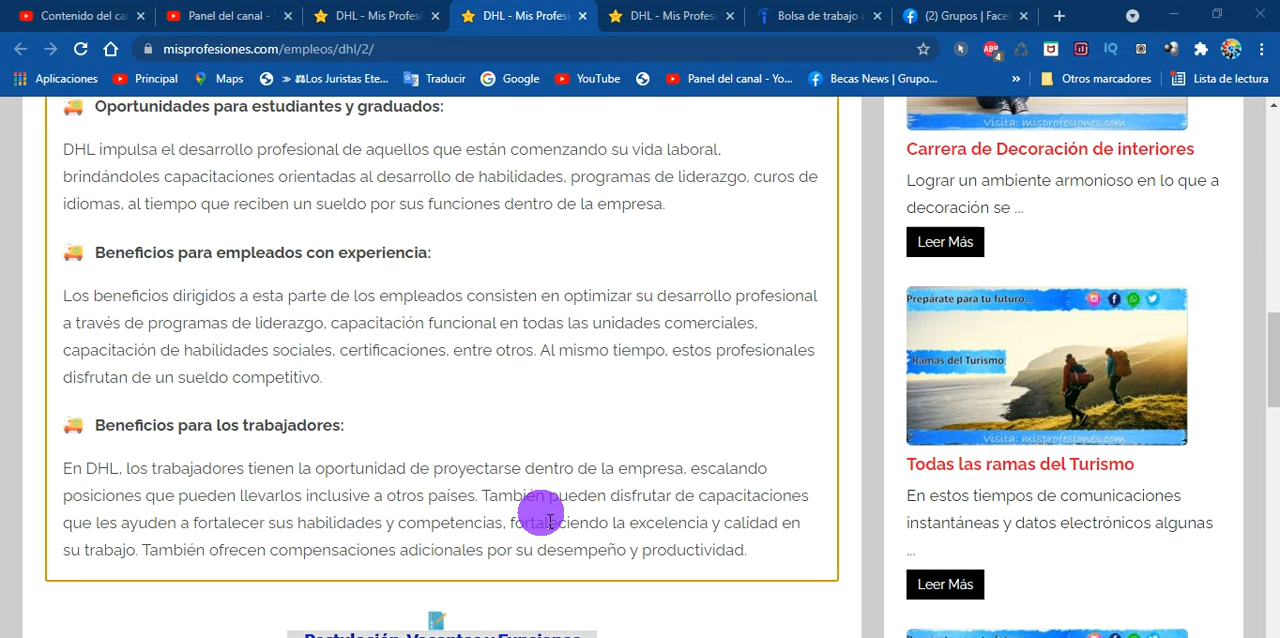 Contenido del ca
Panel del canal -
DHL - Mis Profesi
DHL - Mis Profesi
DHL - Mis Profesi
Bolsa de trabajo
(2) Grupos | Face
misprofesiones.com/empleos/dhl/2/
ABP
4
IQ
Aplicaciones
Principal
Maps
» ⚖Los Juristas Ete...
Traducir
Google
YouTube
Panel del canal - Yo...
Becas News | Grupo...
»
Otros marcadores
Lista de lectura
Oportunidades para estudiantes y graduados:
DHL impulsa el desarrollo profesional de aquellos que están comenzando su vida laboral,
brindándoles capacitaciones orientadas al desarrollo de habilidades, programas de liderazgo, curos de
idiomas, al tiempo que reciben un sueldo por sus funciones dentro de la empresa.
Beneficios para empleados con experiencia:
Los beneficios dirigidos a esta parte de los empleados consisten en optimizar su desarrollo profesional
a través de programas de liderazgo, capacitación funcional en todas las unidades comerciales,
capacitación de habilidades sociales, certificaciones, entre otros. Al mismo tiempo, estos profesionales
disfrutan de un sueldo competitivo.
Beneficios para los trabajadores:
En DHL, los trabajadores tienen la oportunidad de proyectarse dentro de la empresa, escalando
posiciones que pueden llevarlos inclusive a otros países. También pueden disfrutar de capacitaciones
que les ayuden a fortalecer sus habilidades y competencias, fortaleciendo la excelencia y calidad en
su trabajo. También ofrecen compensaciones adicionales por su desempeño y productividad.
Postulación, Vacantes y Funciones
Visita: misprofesiones.com
Carrera de Decoración de interiores
Lograr un ambiente armonioso en lo que a
decoración se ...
Leer Más
Prepárate para tu futuro...
Ramas del Turismo
Visita: misprofesiones.com
Todas las ramas del Turismo
En estos tiempos de comunicaciones
instantáneas y datos electrónicos algunas
...
Leer Más